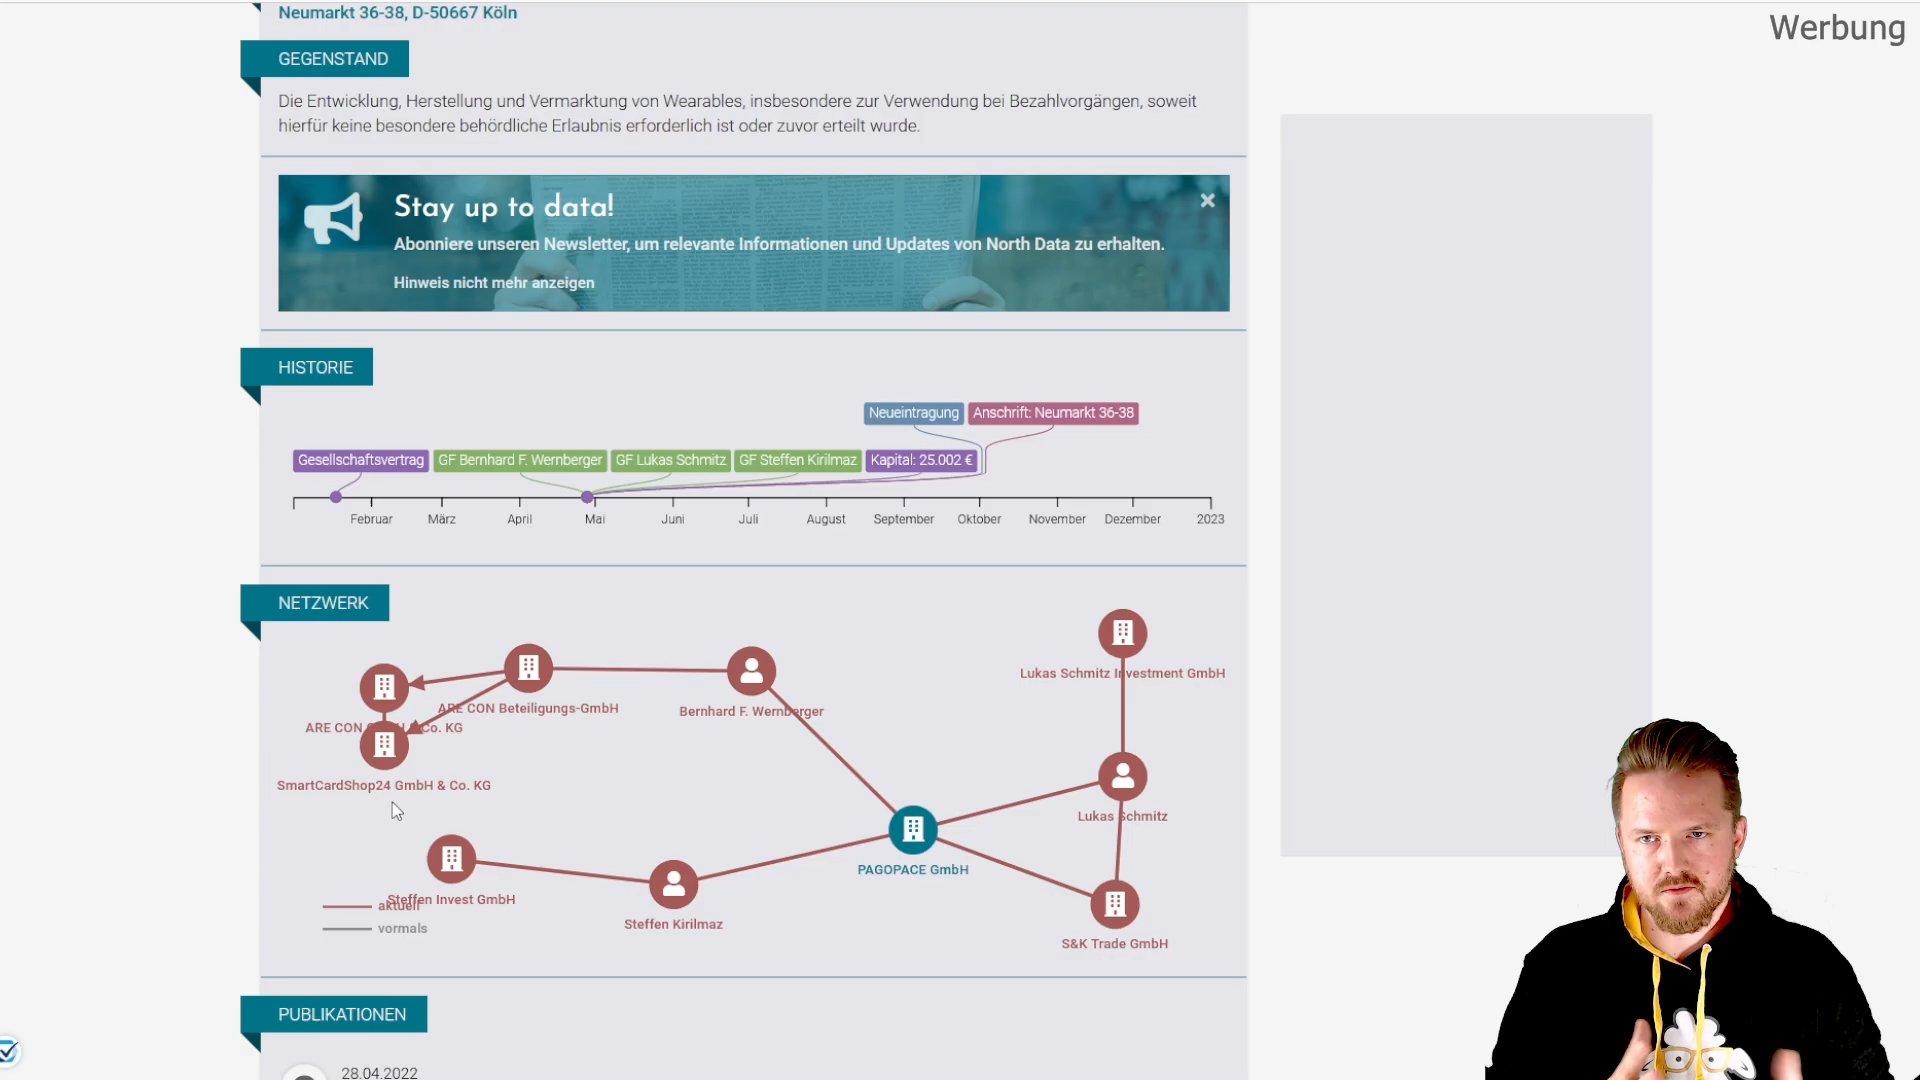 Neumarkt 36-38, D-50667 Köln
Werbung
GEGENSTAND
Die Entwicklung, Herstellung und Vermarktung von Wearables, insbesondere zur Verwendung bei Bezahlvorgängen, soweit
hierfür keine besondere behördliche Erlaubnis erforderlich ist oder zuvor erteilt wurde.
Stay up to data!
Abonniere unseren Newsletter, um relevante Informationen und Updates von North Data zu erhalten.
Hinweis nicht mehr anzeigen
HISTORIE
Neueintragung Anschrift: Neumarkt 36-38
Gesellschaftsvertrag GF Bernhard F. Wernberger GF Lukas Schmitz GF Steffen Kirilmaz Kapital: 25.002 €
Februar März April Mai Juni Juli August September Oktober November Dezember 2023
NETZWERK
Lukas Schmitz Investment GmbH
ARE CON Beteiligungs-GmbH
Bernhard F. Wernberger
ARE CON GmbH & Co. KG
SmartCardShop24 GmbH & Co. KG
Lukas Schmitz
PAGOPACE GmbH
Steffen Invest GmbH
aktuell
Steffen Kirilmaz
vormals
S&K Trade GmbH
PUBLIKATIONEN
28.04.2022